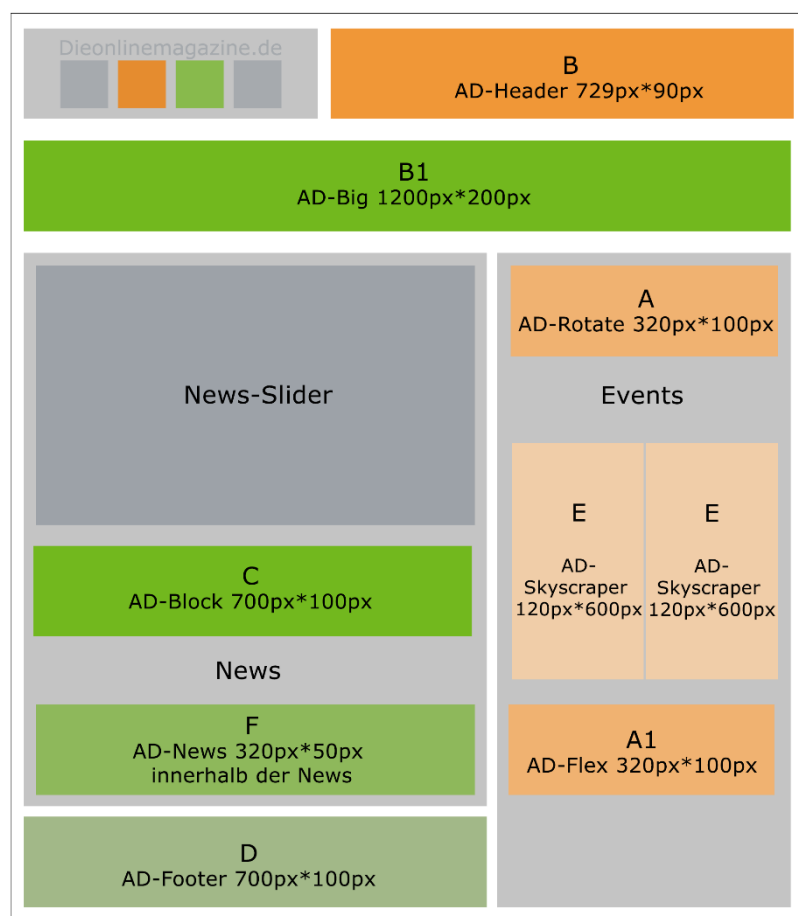 Dieonlinemagazine.de
B
AD-Header 729px*90px
B1
AD-Big 1200px*200px
News-Slider
C
AD-Block 700px*100px
News
F
AD-News 320px*50px
innerhalb der News
D
AD-Footer 700px*100px
A
AD-Rotate 320px*100px
Events
E
AD-
Skyscraper
120px*600px
E
AD-
Skyscraper
120px*600px
A1
AD-Flex 320px*100px